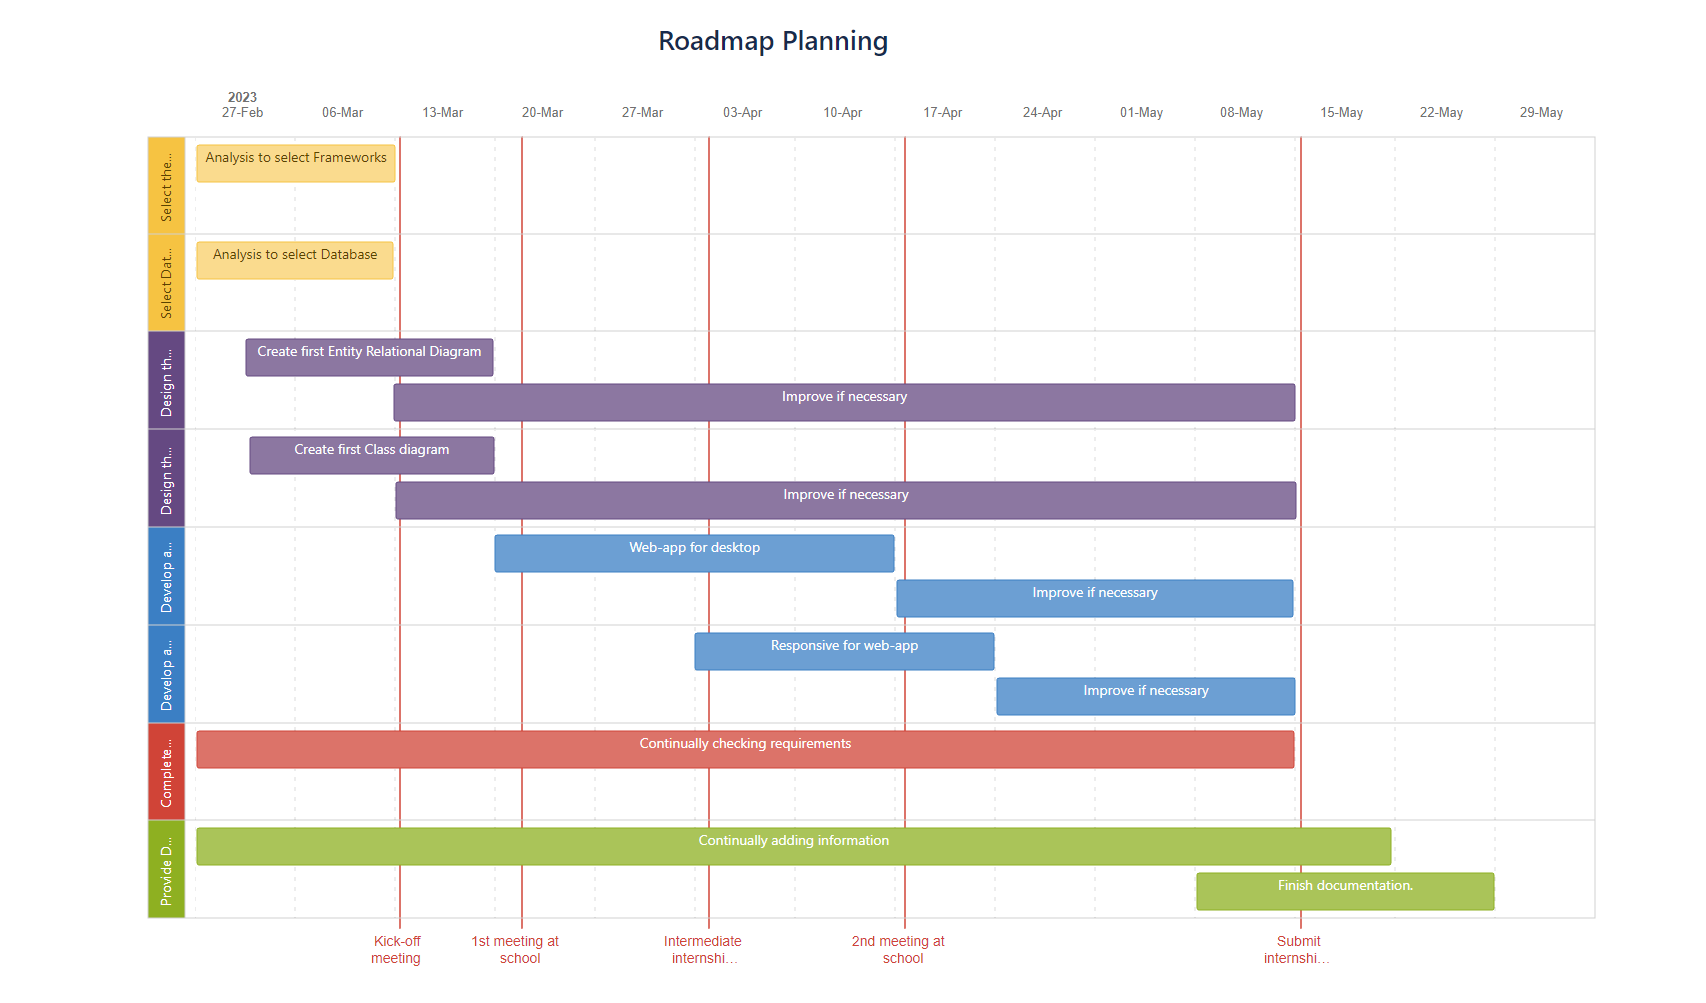 Roadmap Planning
2023
27-Feb 06-Mar 13-Mar 20-Mar 27-Mar 03-Apr 10-Apr 17-Apr 24-Apr 01-May 08-May 15-May 22-May 29-May
Select the...
Analysis to select Frameworks
Select Dat...
Analysis to select Database
Design th...
Create first Entity Relational Diagram
Improve if necessary
Design th...
Create first Class diagram
Improve if necessary
Develop a...
Web-app for desktop
Improve if necessary
Develop a...
Responsive for web-app
Improve if necessary
Complete...
Continually checking requirements
Provide D...
Continually adding information
Finish documentation.
Kick-off
meeting
1st meeting at
school
Intermediate
internshi...
2nd meeting at
school
Submit
internshi...